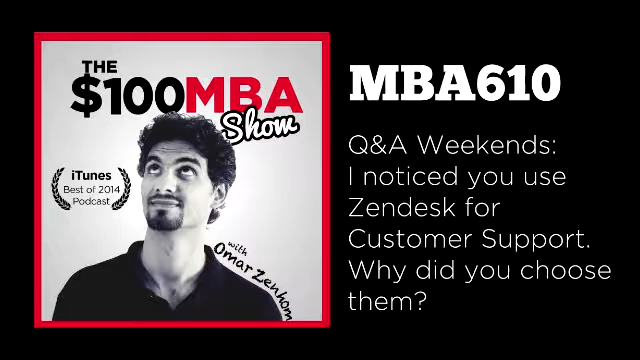 THE
$100MBA
Show
iTunes
Best of 2014
Podcast
with
Omar Zenhom
MBA610
Q&A Weekends:
I noticed you use
Zendesk for
Customer Support.
Why did you choose
them?